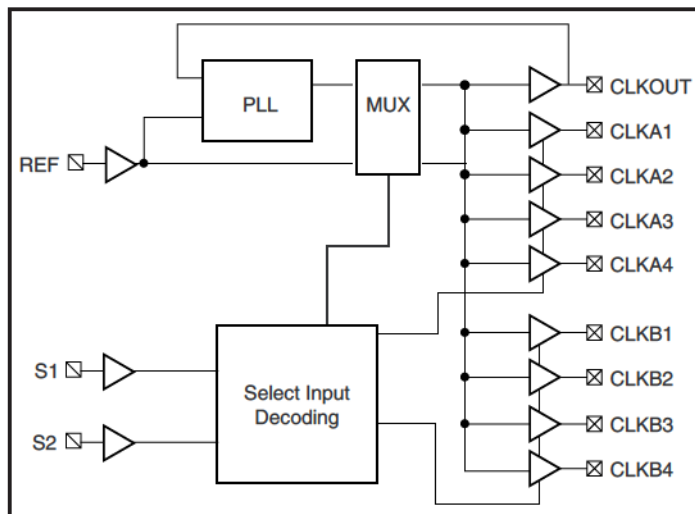 PLL
MUX
REF
CLKOUT
CLKA1
CLKA2
CLKA3
CLKA4
S1
S2
Select Input
Decoding
CLKB1
CLKB2
CLKB3
CLKB4